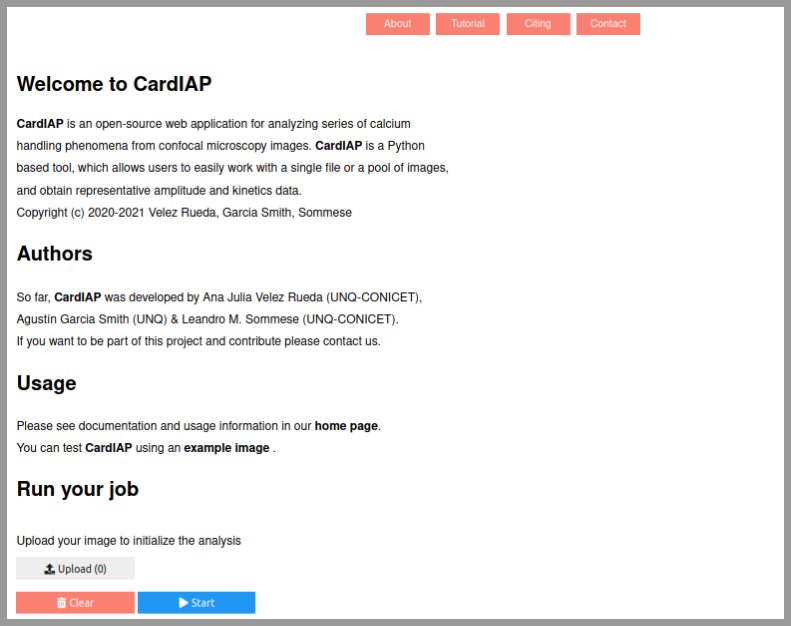 About Tutorial Citing Contact
Welcome to CardIAP
CardIAP is an open-source web application for analyzing series of calcium
handling phenomena from confocal microscopy images. CardIAP is a Python
based tool, which allows users to easily work with a single file or a pool of images,
and obtain representative amplitude and kinetics data.
Copyright (c) 2020-2021 Velez Rueda, Garcia Smith, Sommese
Authors
So far, CardIAP was developed by Ana Julia Velez Rueda (UNQ-CONICET),
Agustín Garcia Smith (UNQ) & Leandro M. Sommese (UNQ-CONICET).
If you want to be part of this project and contribute please contact us.
Usage
Please see documentation and usage information in our home page.
You can test CardIAP using an example image .
Run your job
Upload your image to initialize the analysis
Upload (0)
Clear Start